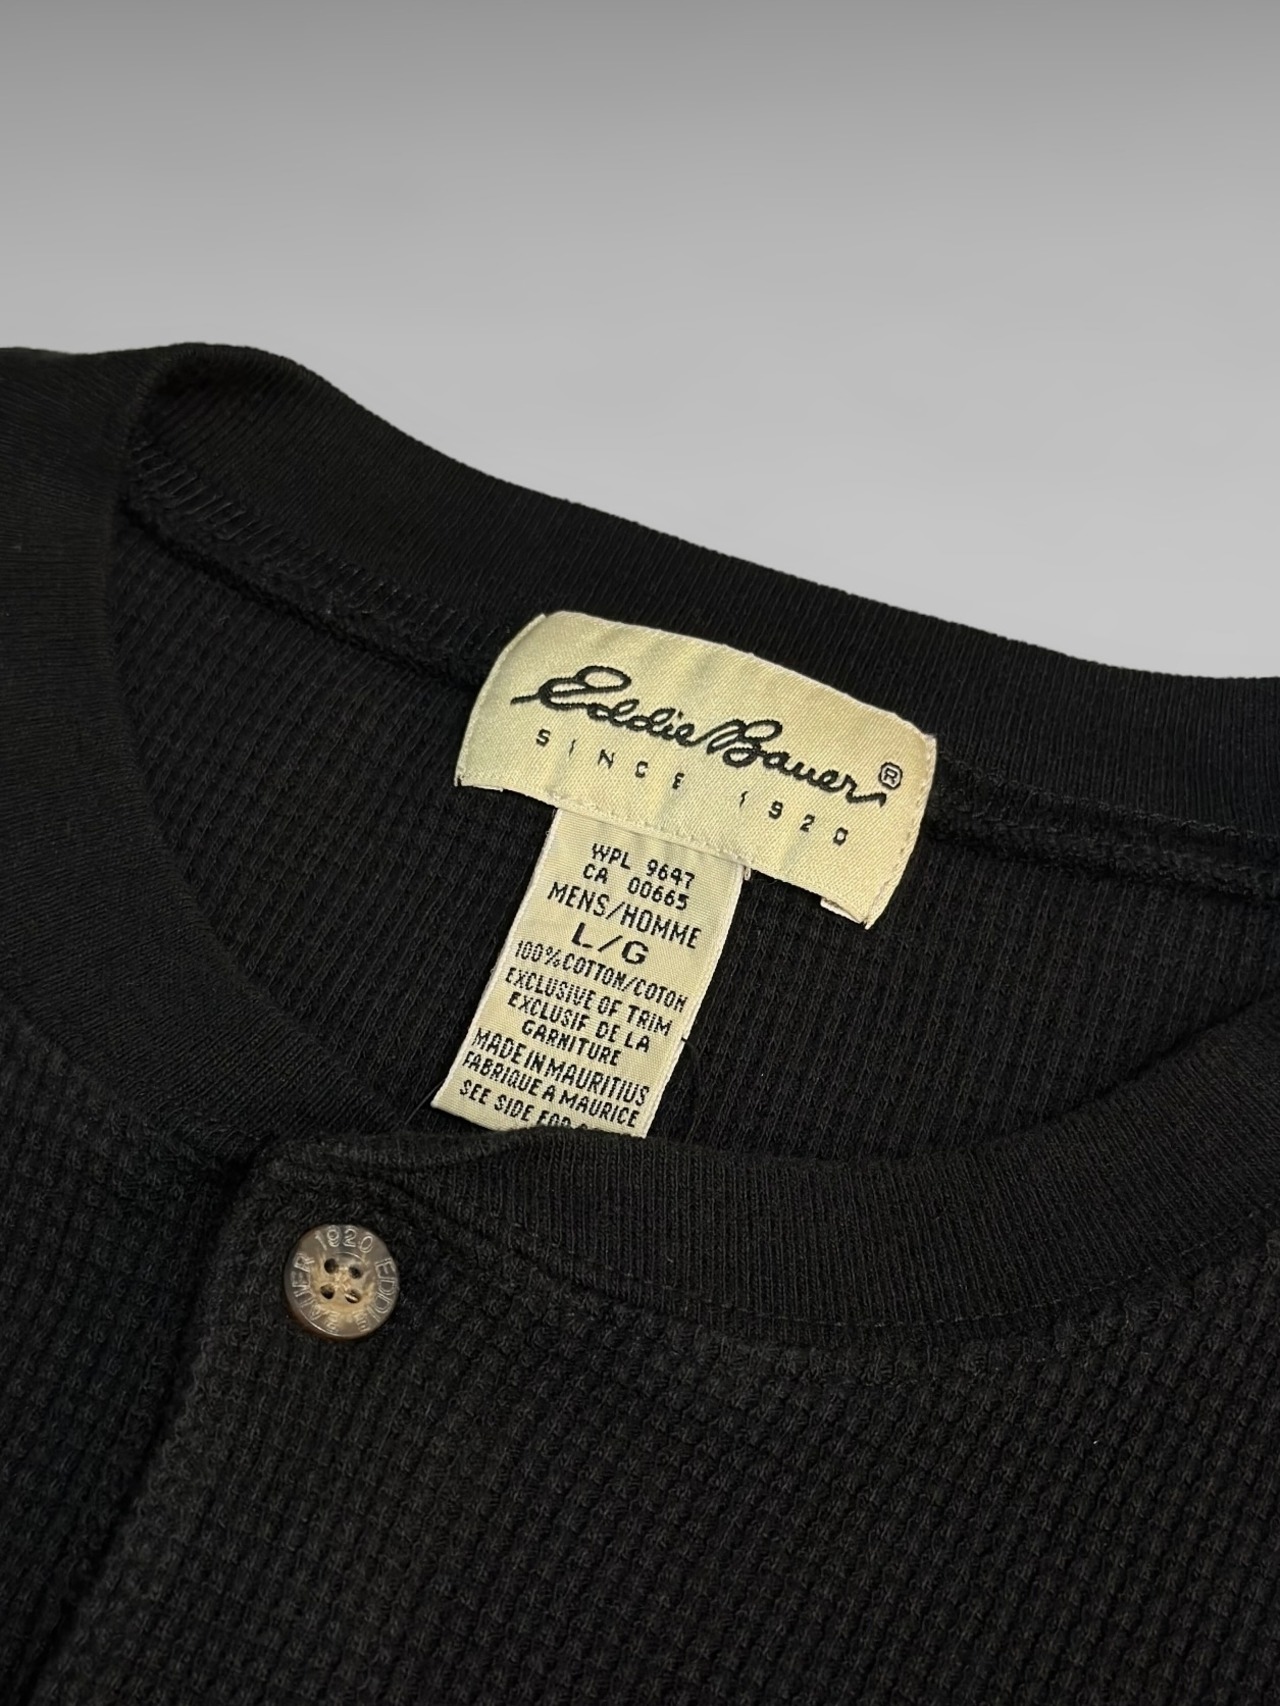 Eddie Bauer®
SINCE 1920
WPL 9647
CA 00665
MENS/HOMME
L/G
100%COTTON/COTON
EXCLUSIVE OF TRIM
EXCLUSIF DE LA
GARNITURE
MADE IN MAURITIUS
FABRIQUE A MAURICE
SEE SIDE FOR
1920 EDDIE BAUER